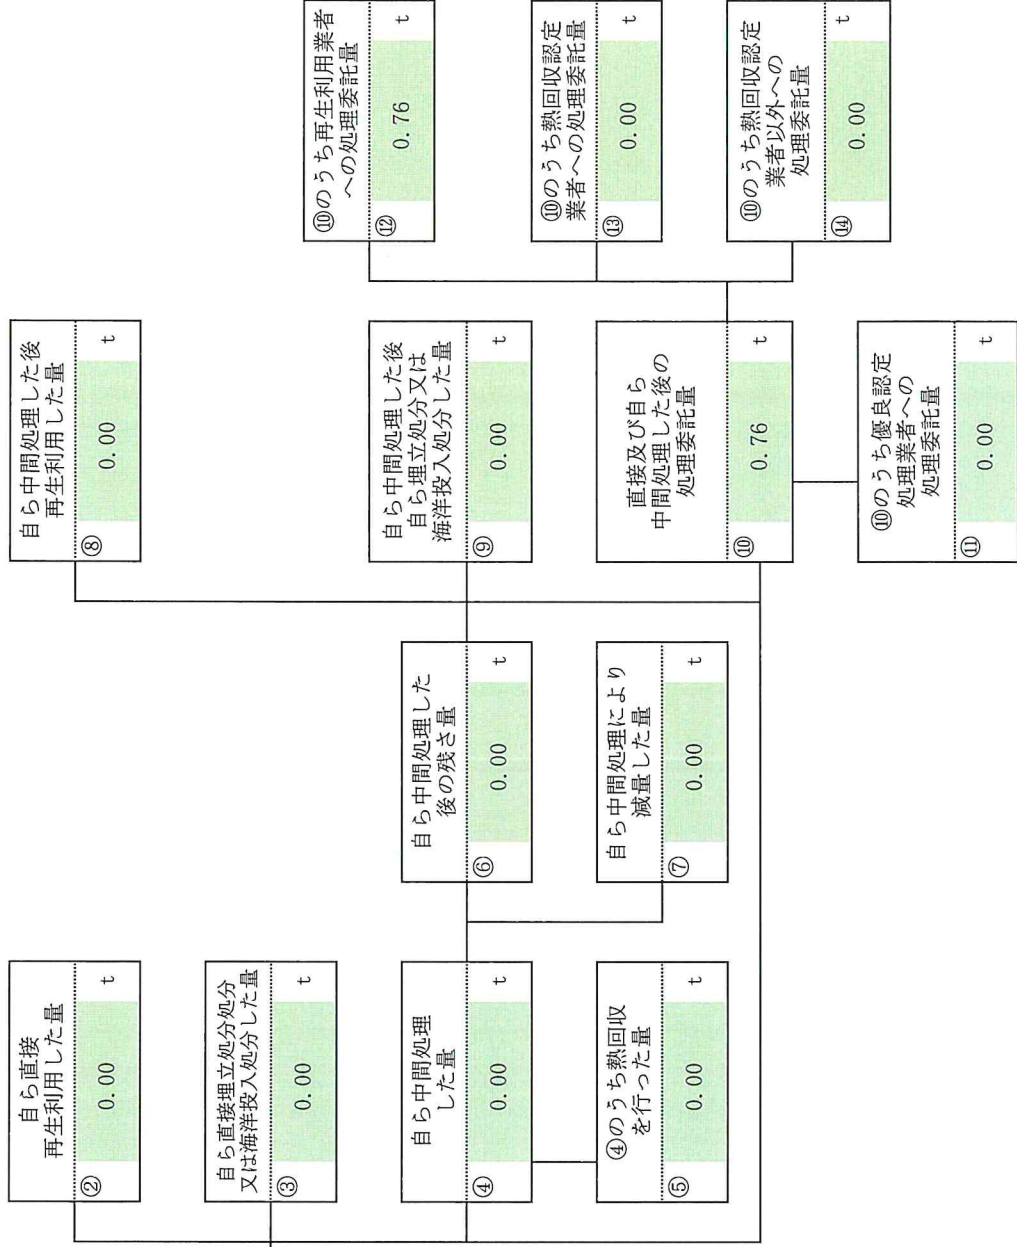 自ら直接
再生利用した量
②
0.00
t
自ら直接埋立処分処分
又は海洋投入処分した量
③
0.00
t
自ら中間処理
した量
④
0.00
t
④のうち熱回収
を行った量
⑤
0.00
t
自ら中間処理した
後の残さ量
⑥
0.00
t
自ら中間処理により
減量した量
⑦
0.00
t
自ら中間処理した後
再生利用した量
⑧
0.00
t
自ら中間処理した後
自ら埋立処分又は
海洋投入処分した量
⑨
0.00
t
直接及び自ら
中間処理した後の
処理委託量
⑩
0.76
t
⑩のうち優良認定
処理業者への
処理委託量
⑪
0.00
t
⑩のうち再生利用業者
への処理委託量
⑫
0.76
t
⑩のうち熱回収認定
業者への処理委託量
⑬
0.00
t
⑩のうち熱回収認定
業者以外への
処理委託量
⑭
0.00
t